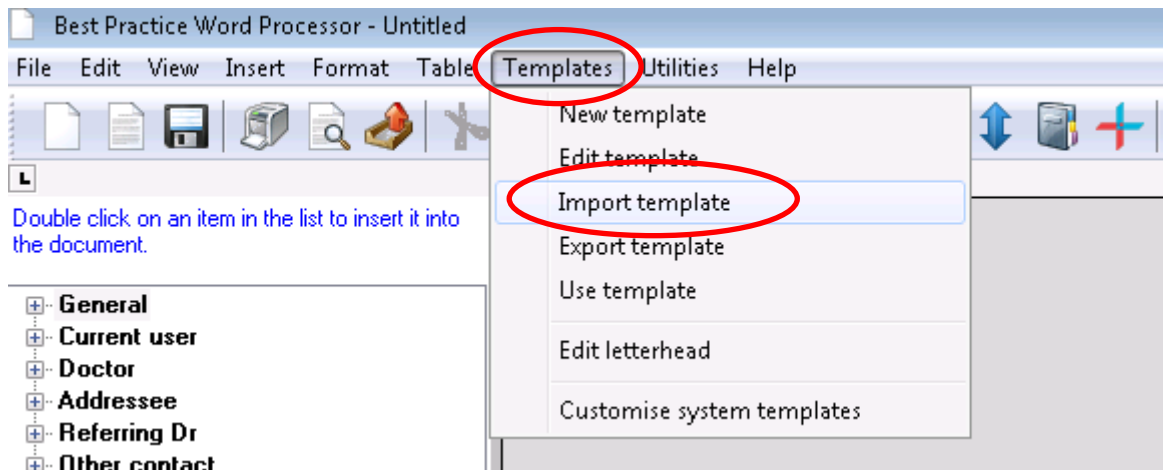 Best Practice Word Processor - Untitled
File Edit View Insert Format Table Templates Utilities Help
New template
Edit template
Import template
Export template
Use template
Edit letterhead
Customise system templates
L
Double click on an item in the list to insert it into
the document.
General
Current user
Doctor
Addressee
Referring Dr
Other contact